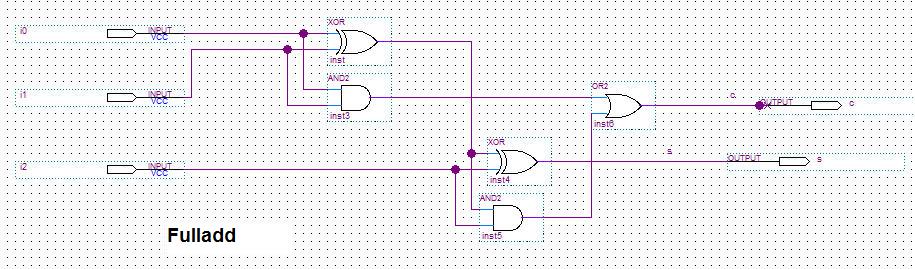 i0
INPUT
VCC
XOR
inst
i1
INPUT
VCC
AND2
inst3
OR2
inst6
c
OUTPUT
c
i2
INPUT
VCC
XOR
inst4
s
OUTPUT
s
AND2
inst5
Fulladd